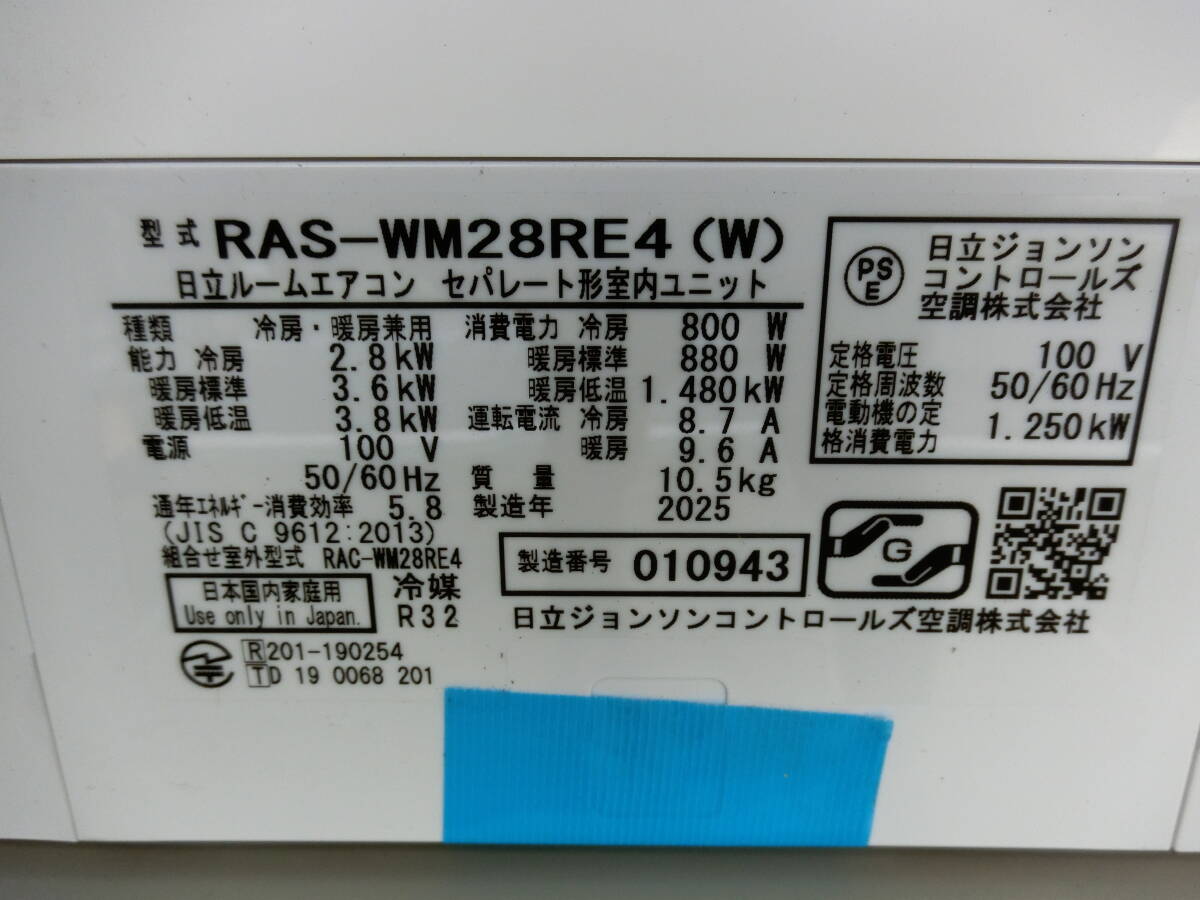 型式 RAS-WM28RE4 (W)
日立ルームエアコン セパレート形室内ユニット
種類 冷房・暖房兼用
能力 冷房 2.8kW
暖房標準 3.6kW
暖房低温 3.8kW
電源 100 V
50/60Hz
通年エネルギー消費効率 5.8
(JIS C 9612:2013)
組合せ室外型式 RAC-WM28RE4
消費電力 冷房 800 W
暖房標準 880 W
暖房低温 1.480kW
運転電流 冷房 8.7 A
暖房 9.6 A
質量 10.5kg
製造年 2025
日本国内家庭用
Use only in Japan.
冷媒
R32
製造番号 010943
日立ジョンソンコントロールズ空調株式会社
R 201-190254
T D 19 0068 201
PS
E
日立ジョンソン
コントロールズ
空調株式会社
定格電圧 100 V
定格周波数 50/60Hz
電動機の定
格消費電力 1.250kW
G